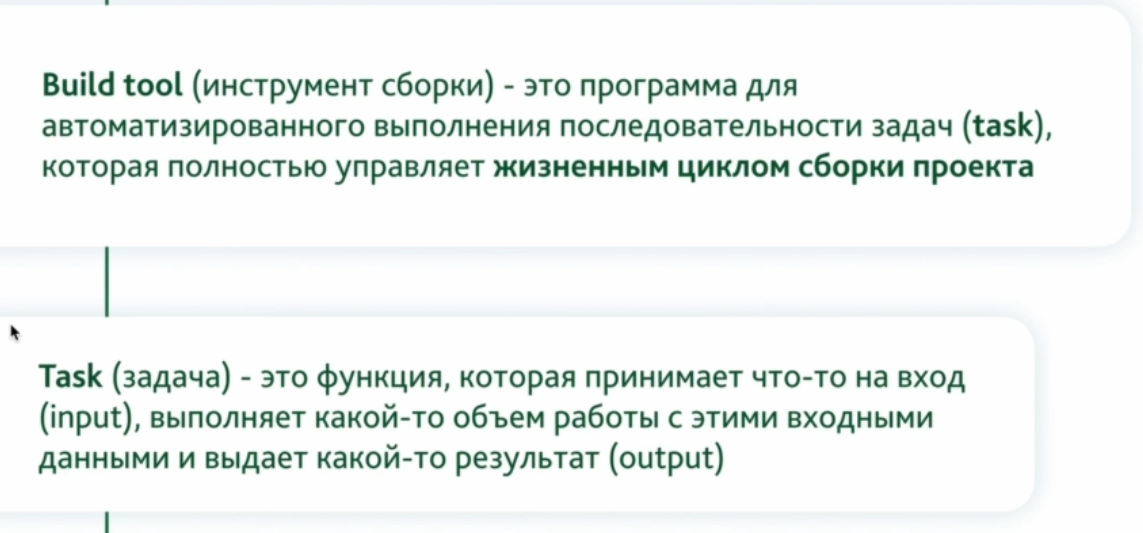 Build tool (инструмент сборки) - это программа для
автоматизированного выполнения последовательности задач (task),
которая полностью управляет жизненным циклом сборки проекта
Task (задача) - это функция, которая принимает что-то на вход
(input), выполняет какой-то объем работы с этими входными
данными и выдает какой-то результат (output)